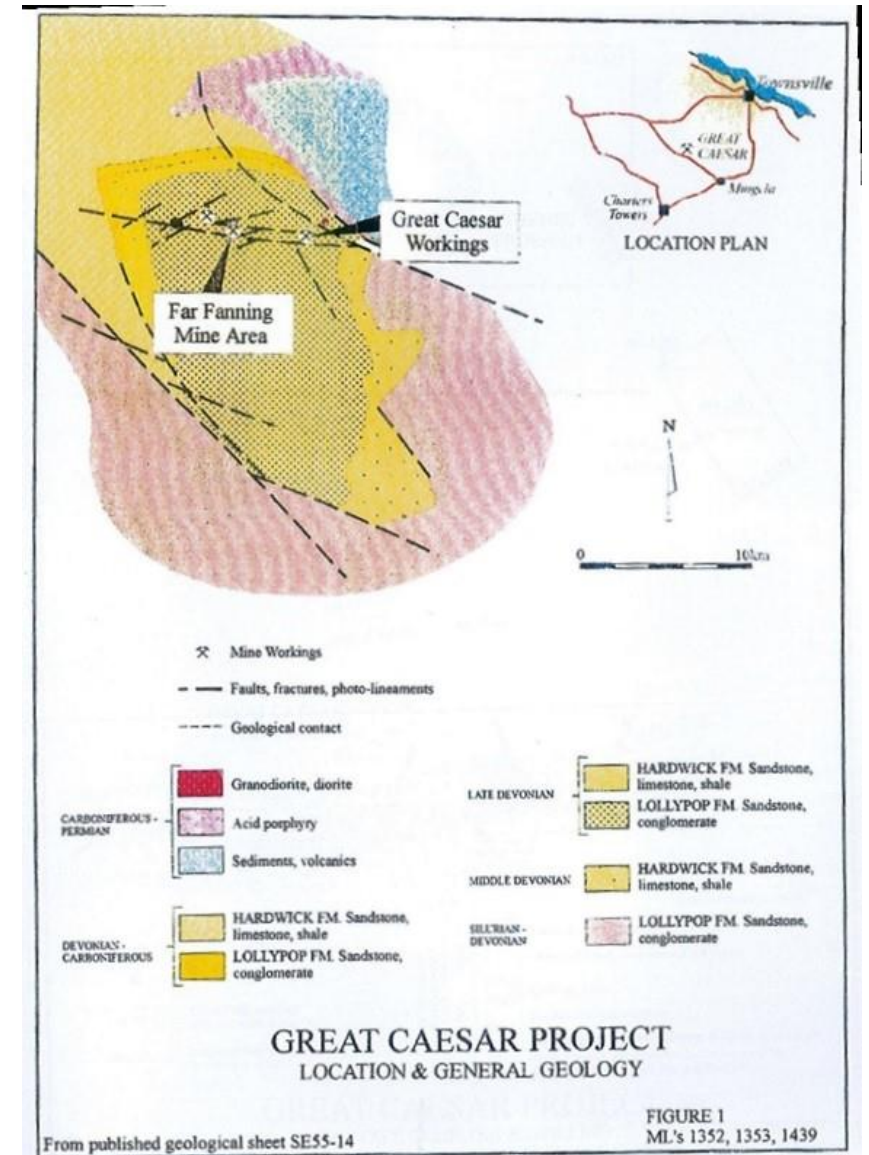 Townsville
GREAT
CAESAR
Mingela
Charters
Towers
LOCATION PLAN
Great Caesar
Workings
Far Fanning
Mine Area
N
0 10km
Mine Workings
Faults, fractures, photo-lineaments
Geological contact
CARBONIFEROUS -
PERMIAN
Granodiorite, diorite
Acid porphyry
Sediments, volcanics
DEVONIAN -
CARBONIFEROUS
HARDWICK FM. Sandstone,
limestone, shale
LOLLYPOP FM. Sandstone,
conglomerate
LATE DEVONIAN
HARDWICK FM. Sandstone,
limestone, shale
LOLLYPOP FM. Sandstone,
conglomerate
MIDDLE DEVONIAN
HARDWICK FM. Sandstone,
limestone, shale
SILURIAN -
DEVONIAN
LOLLYPOP FM. Sandstone,
conglomerate
GREAT CAESAR PROJECT
LOCATION & GENERAL GEOLOGY
From published geological sheet SE55-14
FIGURE 1
ML's 1352, 1353, 1439